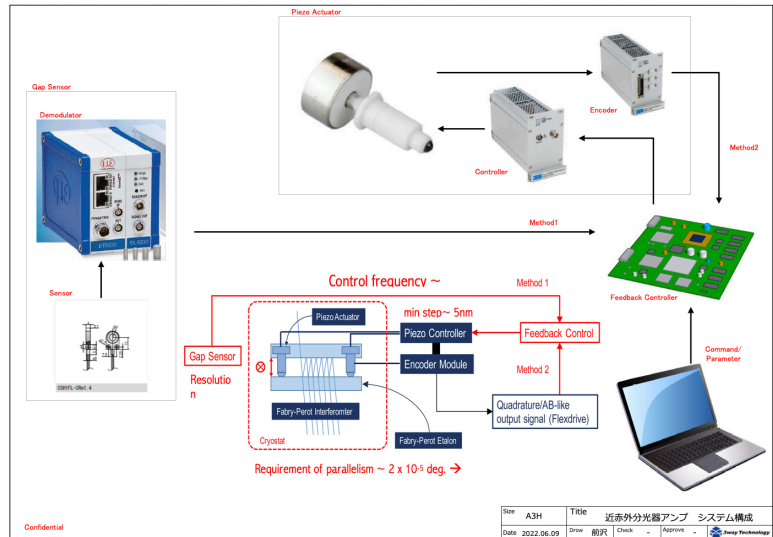 Piezo Actuator
Gap Sensor
Demodulator
Encoder
Controller
Method2
Method1
Sensor
Feedback Controller
Control frequency ~
Method 1
Piezo Actuator
min step~ 5nm
Piezo Controller
Feedback Control
Gap Sensor
Encoder Module
Method 2
Command/
Parameter
Resolutio
n
Fabry-Perot Interferomter
Quadrature/AB-like
output signal (Flexdrive)
Cryostat
Fabry-Perot Etalon
Requirement of parallelism ~ 2 x 10-5 deg. →
Confidential
Size A3H Title 近赤外分光器アンプ システム構成
Date 2022.06.09 Drow 前沢 Check - Approve - 3way Technology